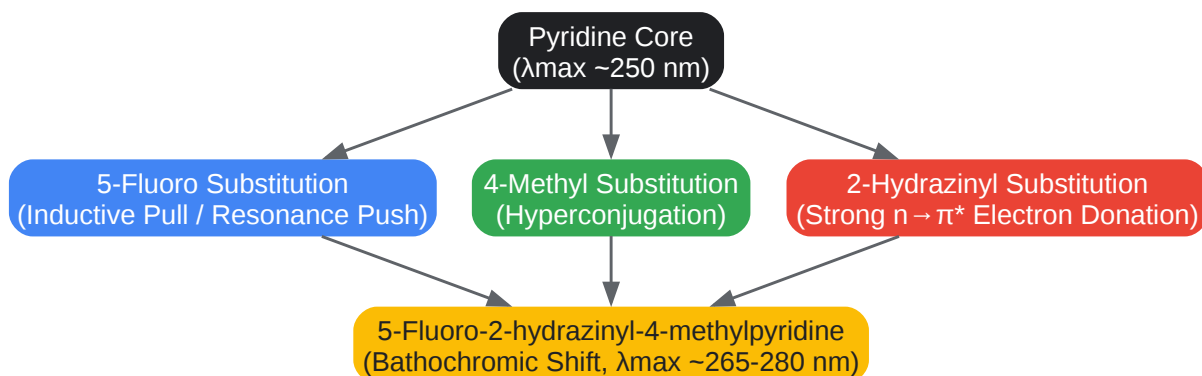 Pyridine Core
(λmax ~250 nm)
5-Fluoro Substitution
(Inductive Pull / Resonance Push)
4-Methyl Substitution
(Hyperconjugation)
2-Hydrazinyl Substitution
(Strong n→π* Electron Donation)
5-Fluoro-2-hydrazinyl-4-methylpyridine
(Bathochromic Shift, λmax ~265-280 nm)